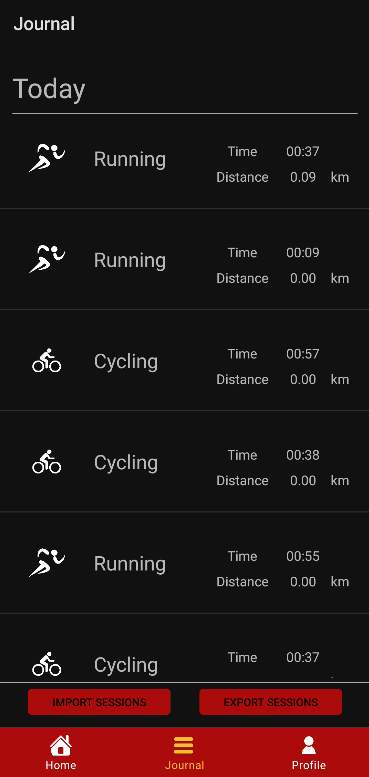 Journal
Today
Running
Time 00:37
Distance 0.09 km
Running
Time 00:09
Distance 0.00 km
Cycling
Time 00:57
Distance 0.00 km
Cycling
Time 00:38
Distance 0.00 km
Running
Time 00:55
Distance 0.00 km
Cycling
Time 00:37
IMPORT SESSIONS
EXPORT SESSIONS
Home
Journal
Profile